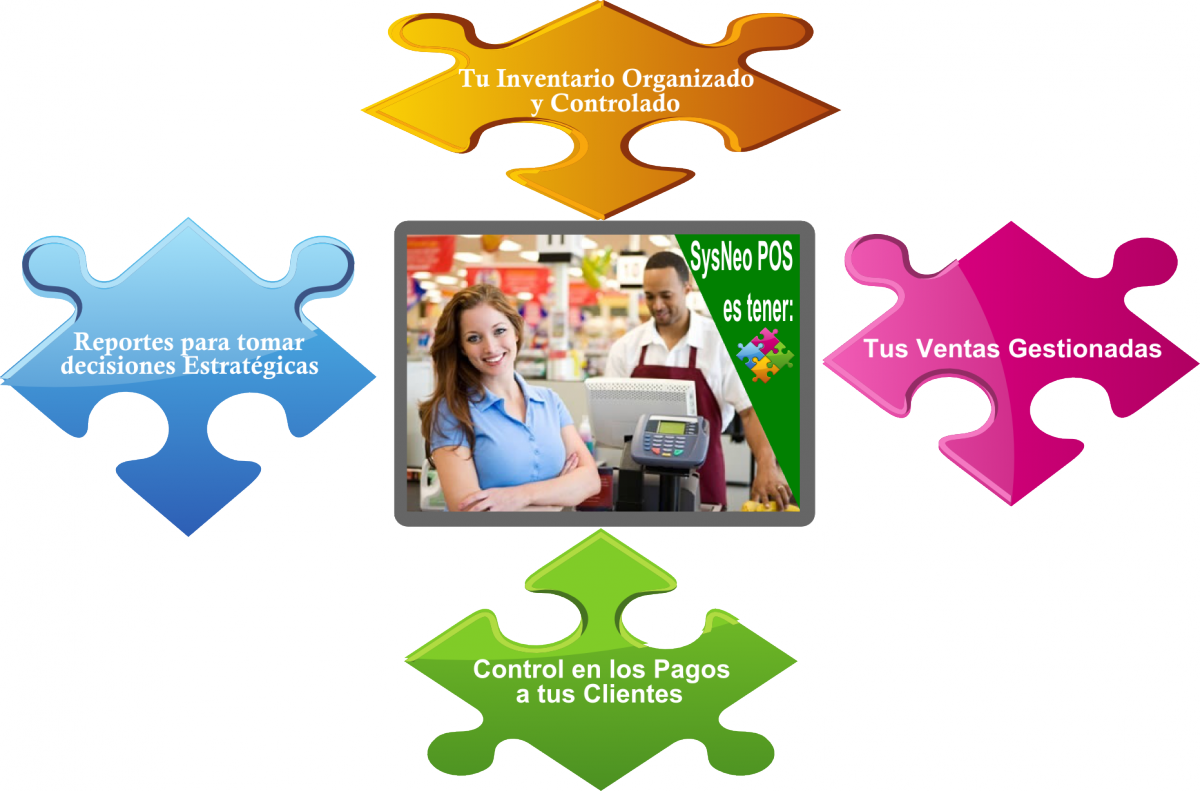 Tu Inventario Organizado
y Controlado
SysNeo POS
es tener:
Reportes para tomar
decisiones Estratégicas
Tus Ventas Gestionadas
Control en los Pagos
a tus Clientes